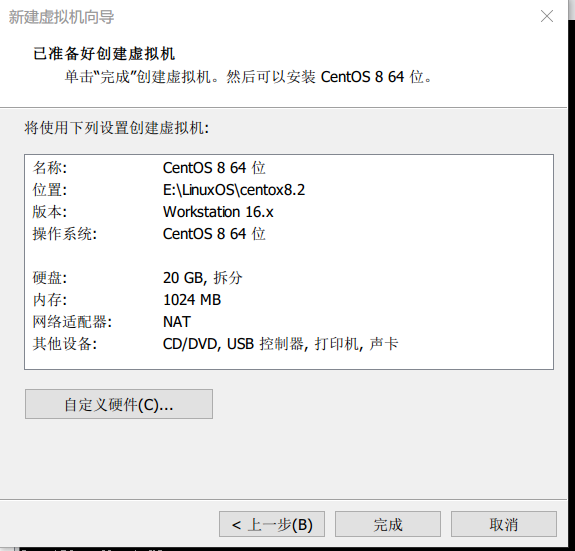 新建虚拟机向导
已准备好创建虚拟机
单击“完成”创建虚拟机。然后可以安装 CentOS 8 64 位。
将使用下列设置创建虚拟机:
名称: CentOS 8 64 位
位置: E:\LinuxOS\centox8.2
版本: Workstation 16.x
操作系统: CentOS 8 64 位
硬盘: 20 GB, 拆分
内存: 1024 MB
网络适配器: NAT
其他设备: CD/DVD, USB 控制器, 打印机, 声卡
自定义硬件(C)...
< 上一步(B) 完成 取消